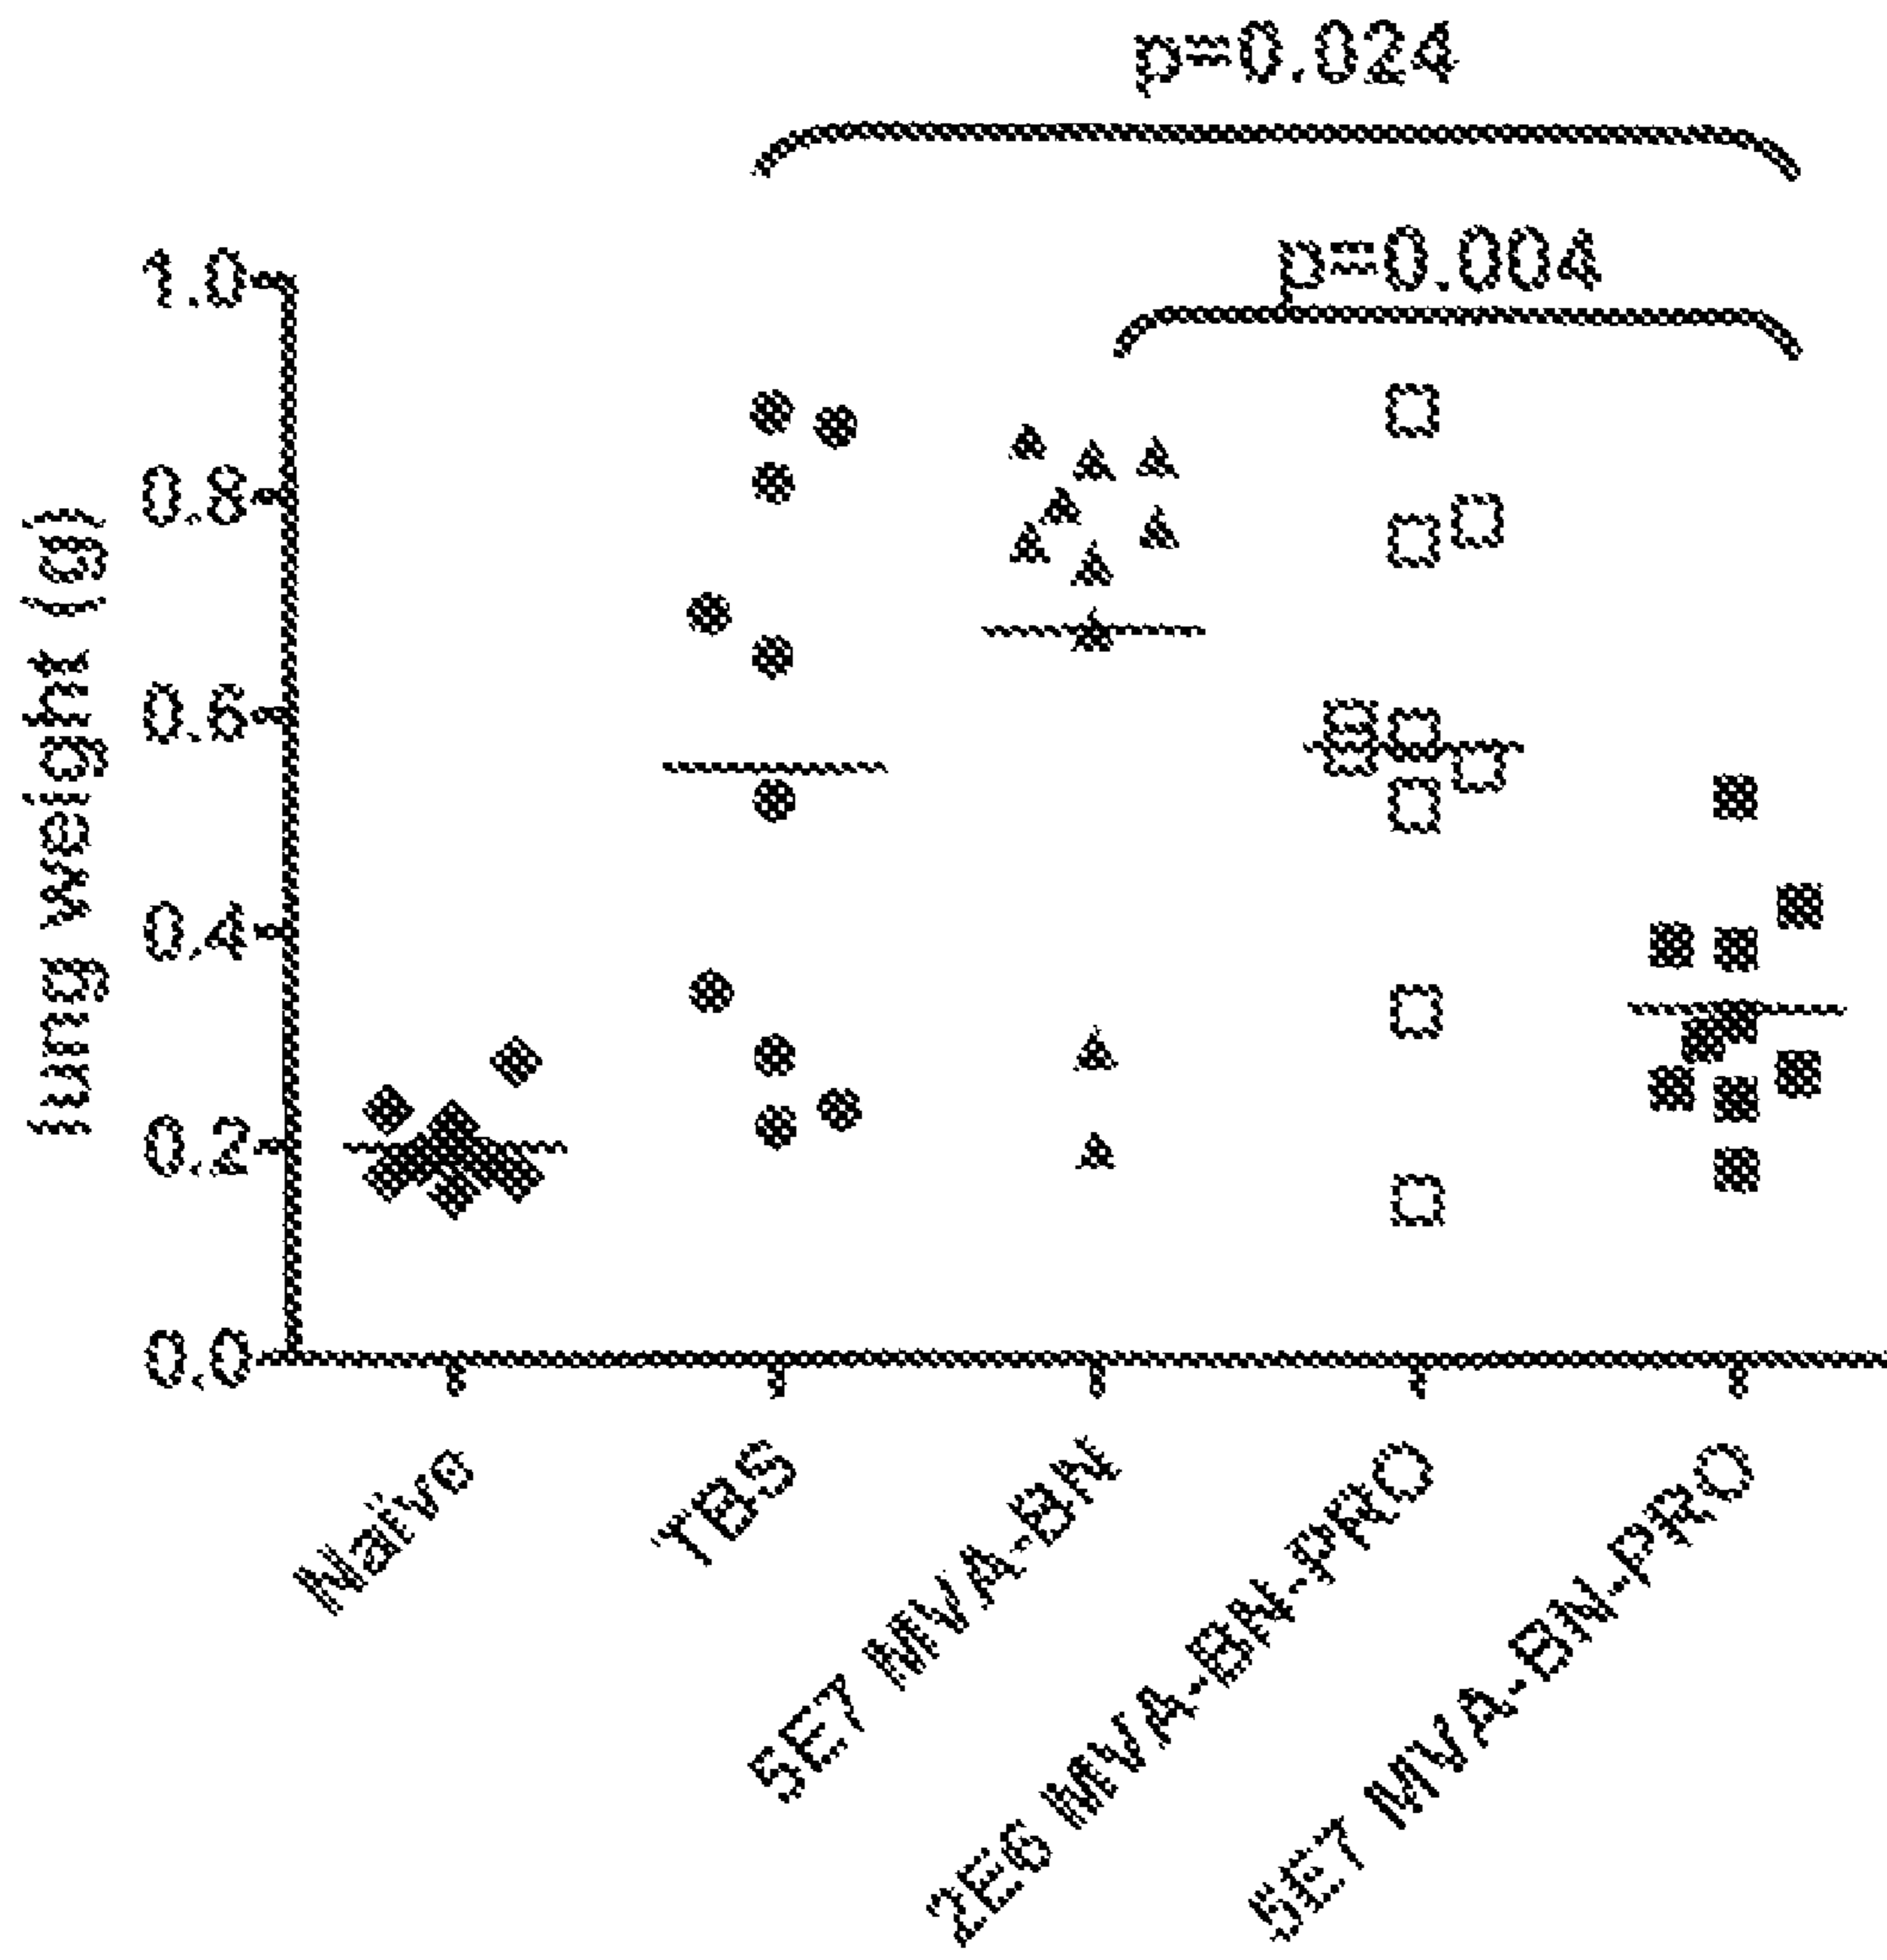 p=0.024
p=0.004
1.0
0.8
0.6
0.4
0.2
0.0
lung weight (g)
Naïve
TBS
5E7 MVA-BN
2E6 MVA-BN-PRO
5E7 MVA-BN-PRO